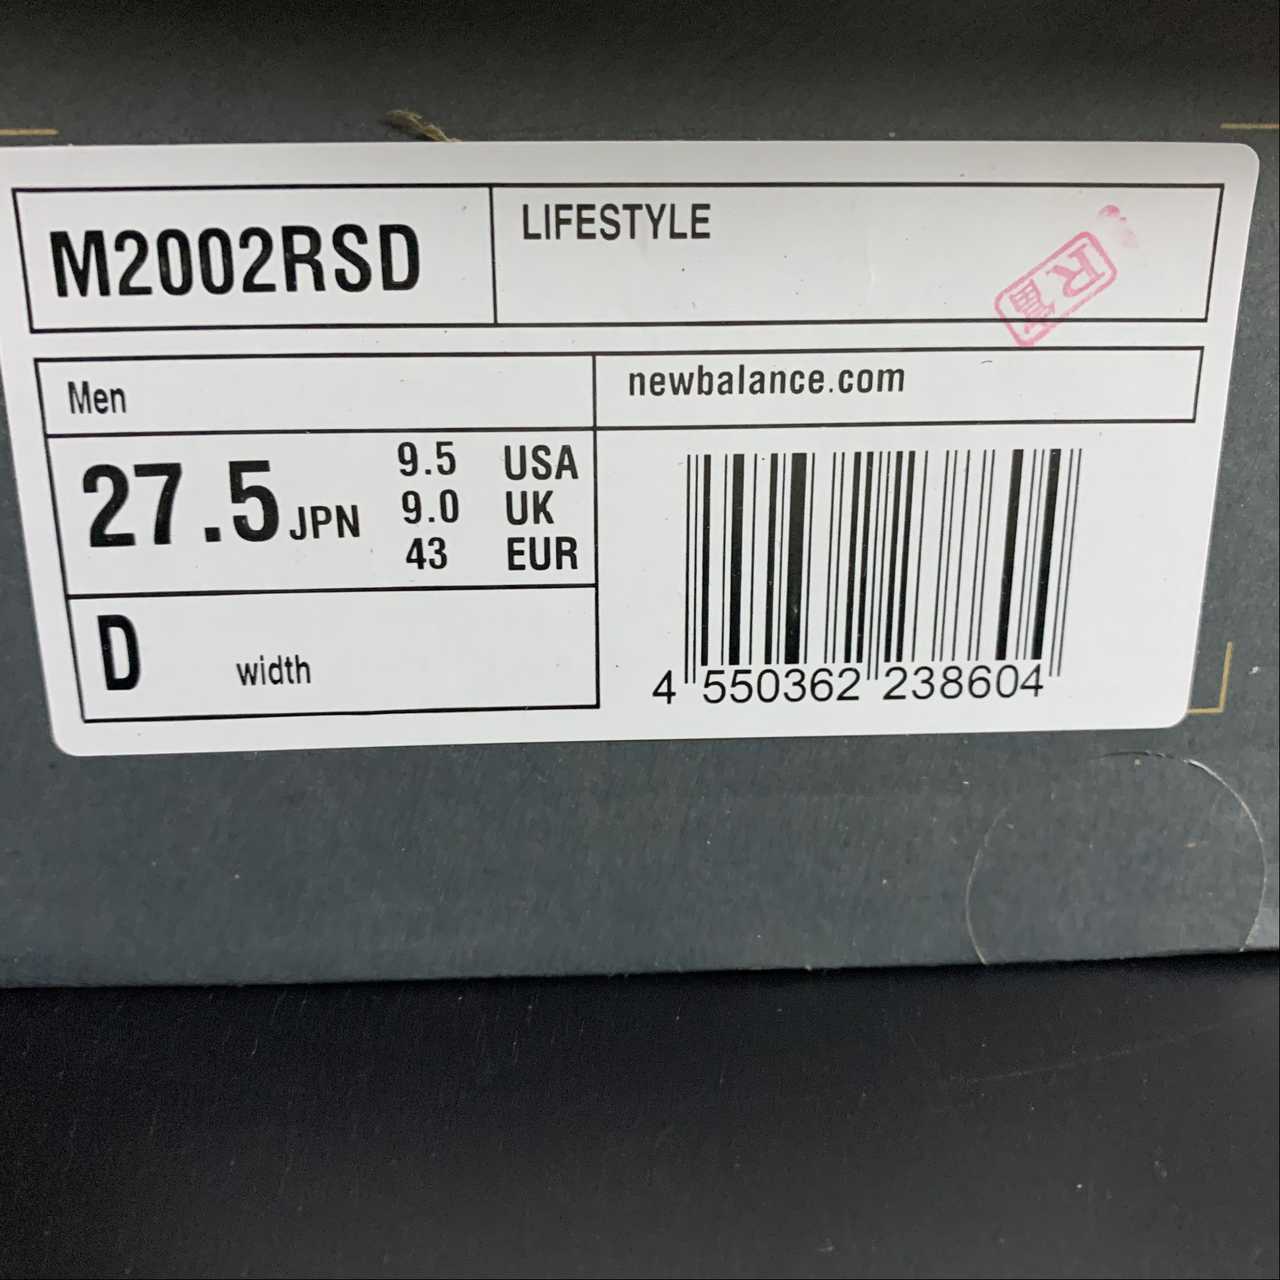 M2002RSD
LIFESTYLE
Men
newbalance.com
27.5 JPN
9.5 USA
9.0 UK
43 EUR
D width
4 550362 238604